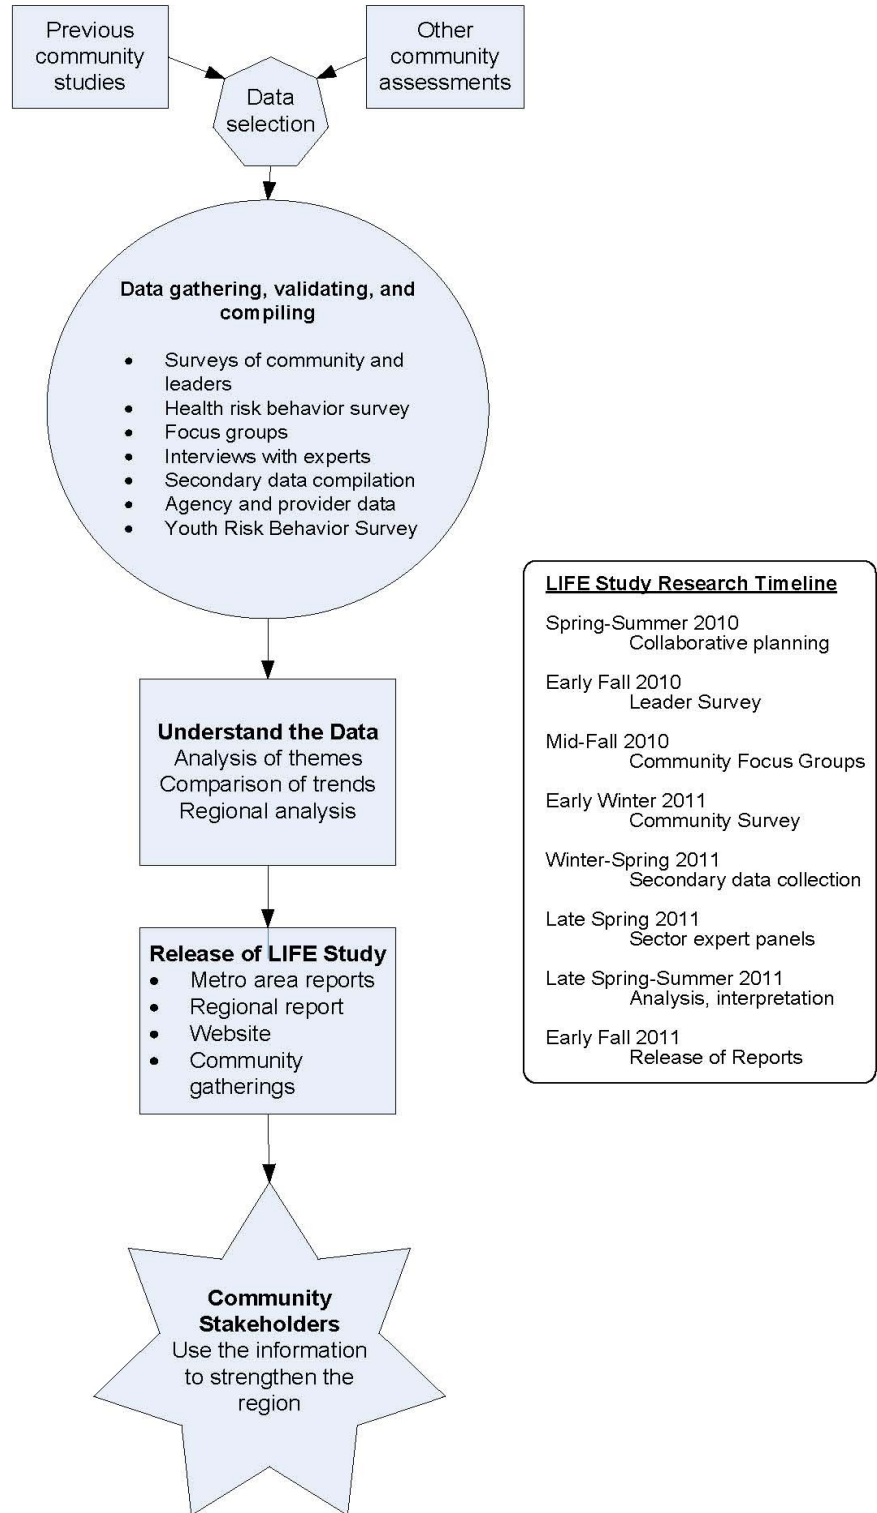 Previous
community
studies
Other
community
assessments
Data
selection
Data gathering, validating, and
compiling
• Surveys of community and
leaders
• Health risk behavior survey
• Focus groups
• Interviews with experts
• Secondary data compilation
• Agency and provider data
• Youth Risk Behavior Survey
Understand the Data
Analysis of themes
Comparison of trends
Regional analysis
Release of LIFE Study
• Metro area reports
• Regional report
• Website
• Community
gatherings
Community
Stakeholders
Use the information
to strengthen the
region
LIFE Study Research Timeline
Spring-Summer 2010
Collaborative planning
Early Fall 2010
Leader Survey
Mid-Fall 2010
Community Focus Groups
Early Winter 2011
Community Survey
Winter-Spring 2011
Secondary data collection
Late Spring 2011
Sector expert panels
Late Spring-Summer 2011
Analysis, interpretation
Early Fall 2011
Release of Reports